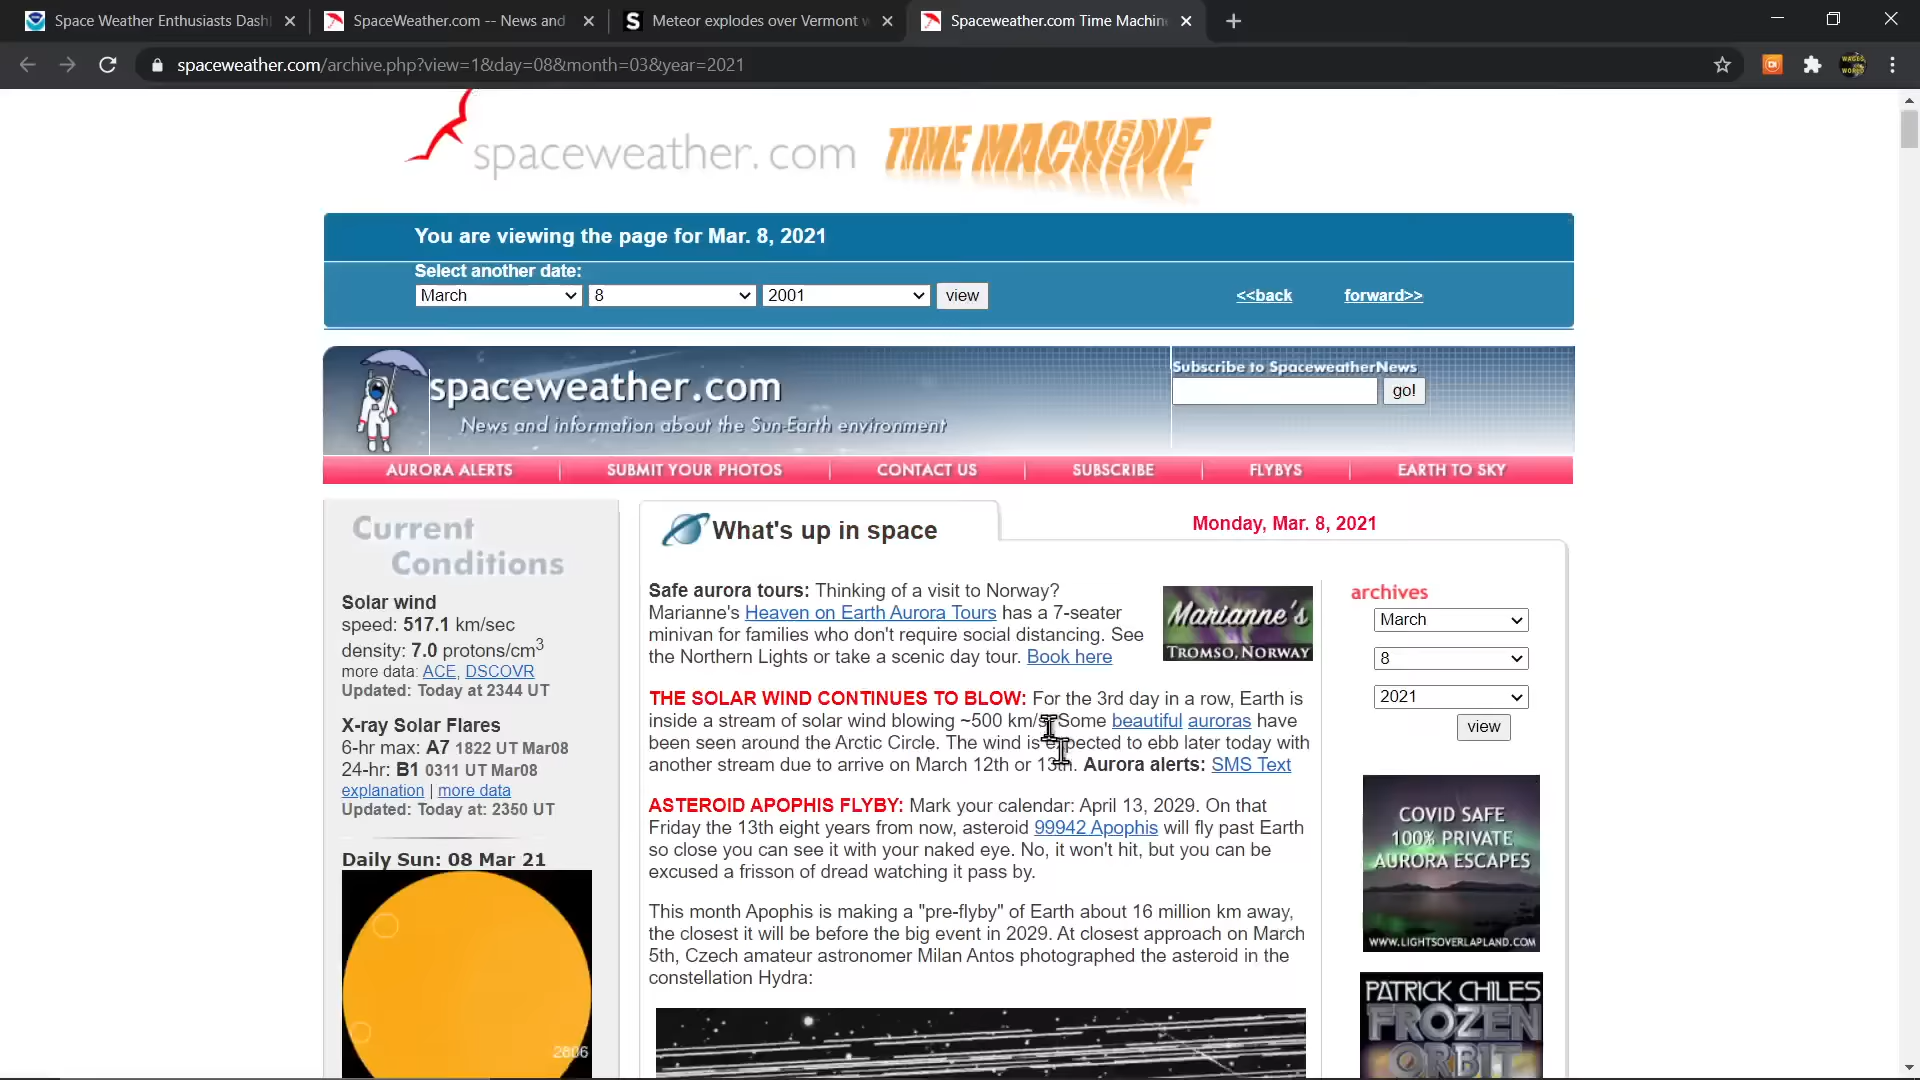 Space Weather Enthusiasts Dash
SpaceWeather.com -- News and
Meteor explodes over Vermont w
Spaceweather.com Time Machine
spaceweather.com/archive.php?view=1&day=08&month=03&year=2021
spaceweather.com TIME MACHINE
You are viewing the page for Mar. 8, 2021
Select another date:
March 8 2001 view <<back forward>>
Subscribe to SpaceweatherNews
spaceweather.com
go!
News and information about the Sun-Earth environment
AURORA ALERTS SUBMIT YOUR PHOTOS CONTACT US SUBSCRIBE FLYBYS EARTH TO SKY
Current
Conditions
Solar wind
speed: 517.1 km/sec
density: 7.0 protons/cm3
more data: ACE, DSCOVR
Updated: Today at 2344 UT
X-ray Solar Flares
6-hr max: A7 1822 UT Mar08
24-hr: B1 0311 UT Mar08
explanation | more data
Updated: Today at: 2350 UT
Daily Sun: 08 Mar 21
2806
What's up in space
Monday, Mar. 8, 2021
Safe aurora tours: Thinking of a visit to Norway?
Marianne's Heaven on Earth Aurora Tours has a 7-seater
minivan for families who don't require social distancing. See
the Northern Lights or take a scenic day tour. Book here
Marianne's
TROMSO, NORWAY
THE SOLAR WIND CONTINUES TO BLOW: For the 3rd day in a row, Earth is
inside a stream of solar wind blowing ~500 km/s. Some beautiful auroras have
been seen around the Arctic Circle. The wind is expected to ebb later today with
another stream due to arrive on March 12th or 13th. Aurora alerts: SMS Text
ASTEROID APOPHIS FLYBY: Mark your calendar: April 13, 2029. On that
Friday the 13th eight years from now, asteroid 99942 Apophis will fly past Earth
so close you can see it with your naked eye. No, it won't hit, but you can be
excused a frisson of dread watching it pass by.
This month Apophis is making a "pre-flyby" of Earth about 16 million km away,
the closest it will be before the big event in 2029. At closest approach on March
5th, Czech amateur astronomer Milan Antos photographed the asteroid in the
constellation Hydra:
archives
March
8
2021
view
COVID SAFE
100% PRIVATE
AURORA ESCAPES
WWW.LIGHTSOVERLAPLAND.COM
PATRICK CHILES
FROZEN
ORBIT